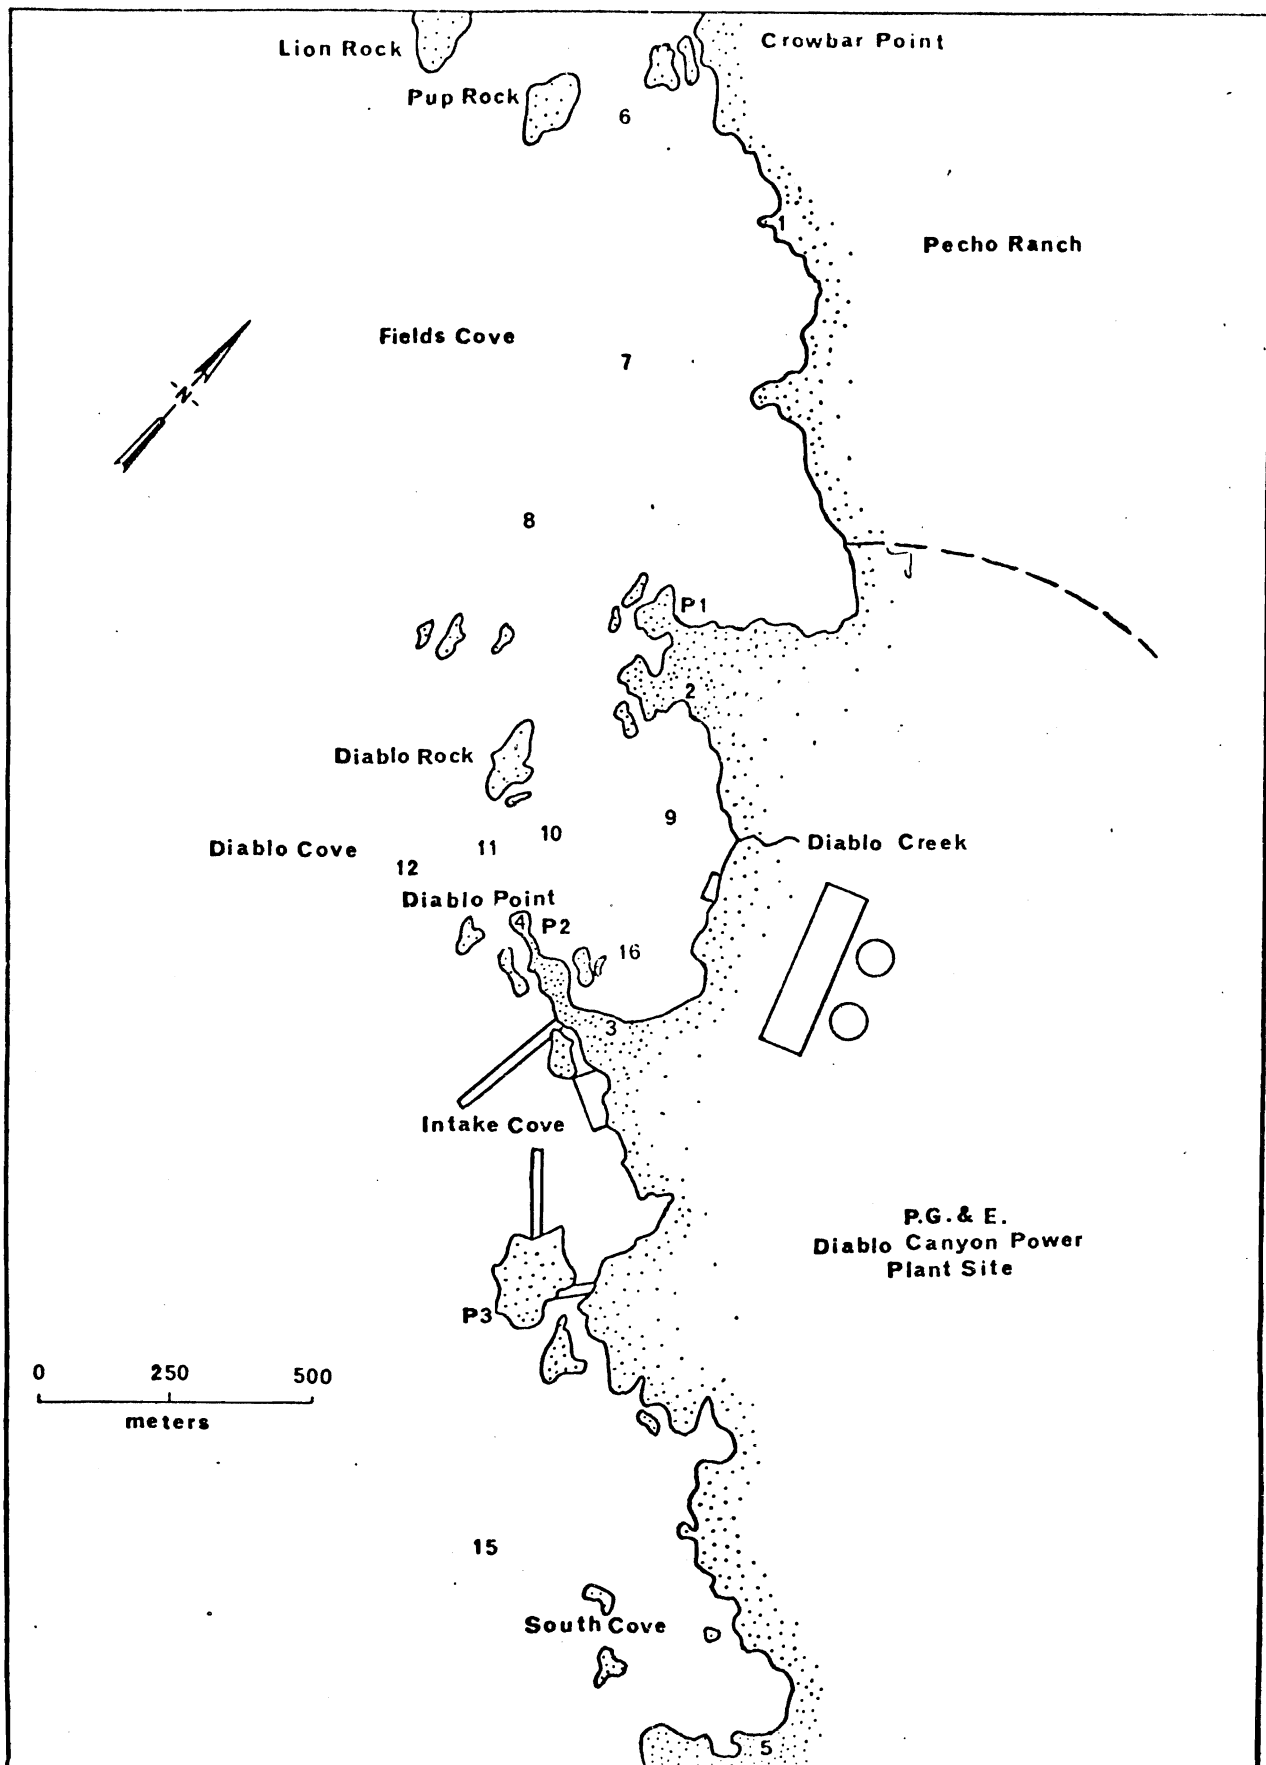 Lion Rock
Crowbar Point
Pup Rock
6
1
Pecho Ranch
Fields Cove
7
N
8
P1
2
Diablo Rock
9
10
11
Diablo Cove
12
Diablo Creek
Diablo Point
4
P2
16
3
Intake Cove
P.G.& E.
Diablo Canyon Power
Plant Site
P3
0 250 500
meters
15
South Cove
5